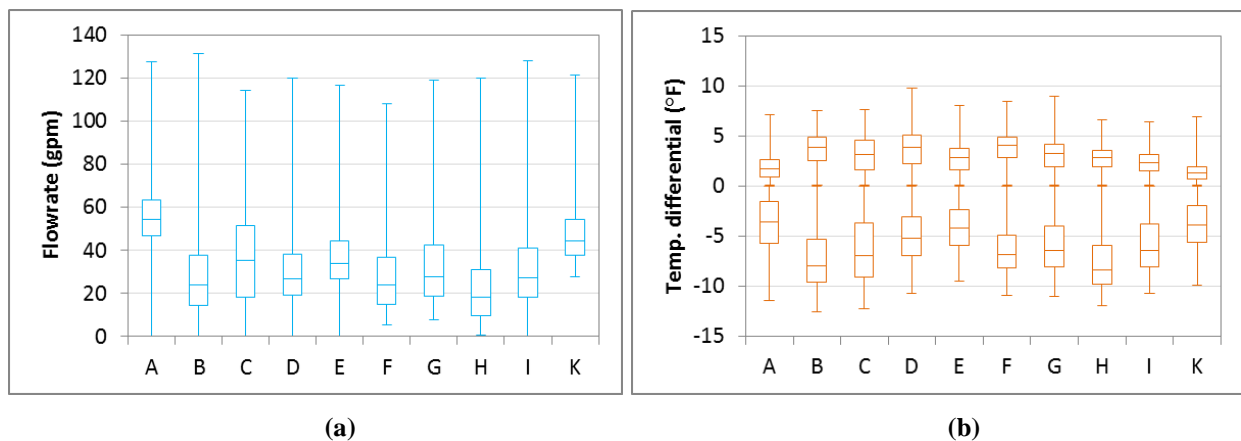 140
120
100
80
60
40
20
0
Flowrate (gpm)
A B C D E F G H I K
(a)
15
10
5
0
-5
-10
-15
Temp. differential (°F)
A B C D E F G H I K
(b)